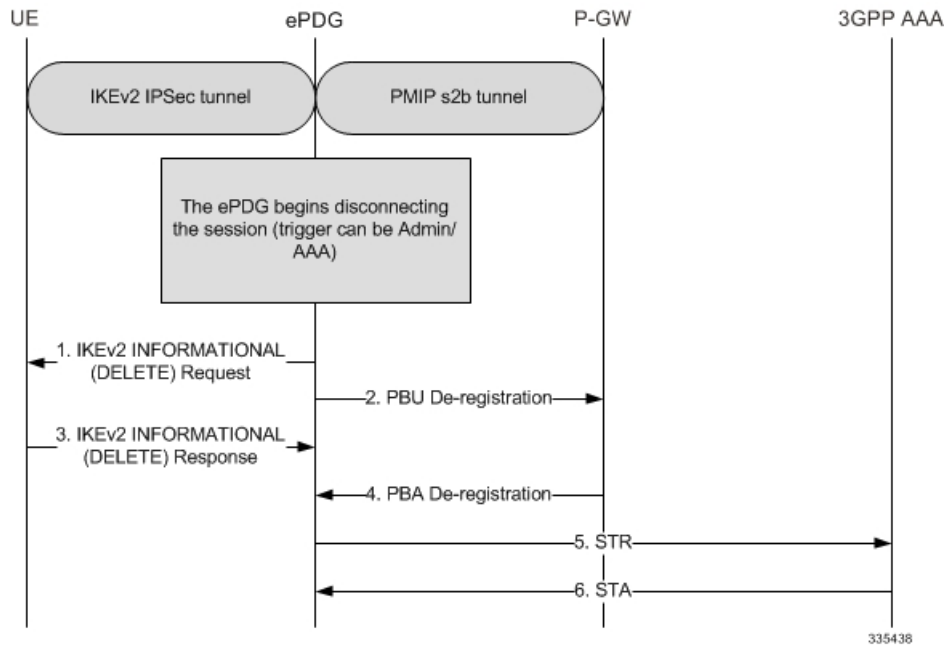 UE
ePDG
P-GW
3GPP AAA
IKEv2 IPSec tunnel
PMIP s2b tunnel
The ePDG begins disconnecting
the session (trigger can be Admin/
AAA)
1. IKEv2 INFORMATIONAL
(DELETE) Request
2. PBU De-registration
3. IKEv2 INFORMATIONAL
(DELETE) Response
4. PBA De-registration
5. STR
6. STA
335438